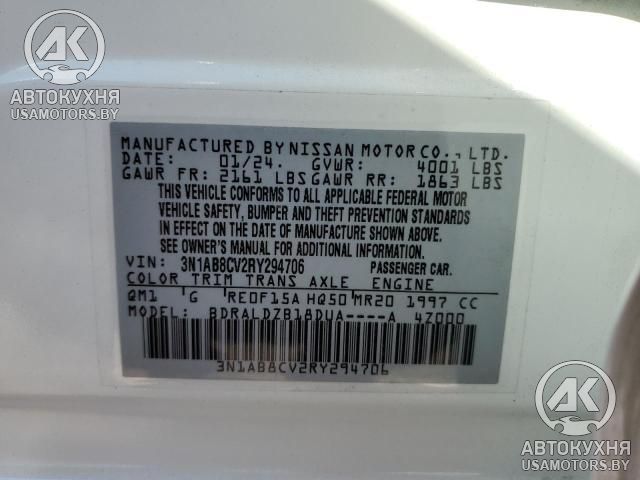 AK
АВТОКУХНЯ
USAMOTORS.BY
MANUFACTURED BY NISSAN MOTOR CO., LTD.
DATE: 01/24. GVWR: 4001 LBS
GAWR FR: 2161 LBS GAWR RR: 1863 LBS
THIS VEHICLE CONFORMS TO ALL APPLICABLE FEDERAL MOTOR
VEHICLE SAFETY, BUMPER AND THEFT PREVENTION STANDARDS
IN EFFECT ON THE DATE OF MANUFACTURE SHOWN ABOVE.
SEE OWNER'S MANUAL FOR ADDITIONAL INFORMATION.
VIN: 3N1AB8CV2RY294706 PASSENGER CAR.
COLOR TRIM TRANS AXLE ENGINE
QM1 G RE0F15A HQ50 MR20 1997 CC
MODEL: BDRALDZB18DUA----A 4Z000
3N1AB8CV2RY294706
AK
АВТОКУХНЯ
USAMOTORS.BY